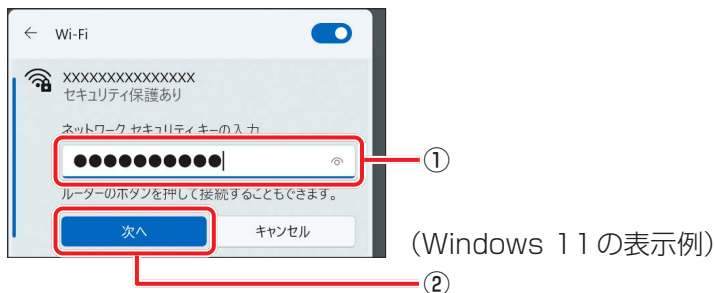 ← Wi-Fi
XXXXXXXXXXXXXXX
セキュリティ保護あり
ネットワーク セキュリティ キーの入力
●●●●●●●●●●
①
ルーターのボタンを押して接続することもできます。
次へ キャンセル
（Windows 11の表示例）
②